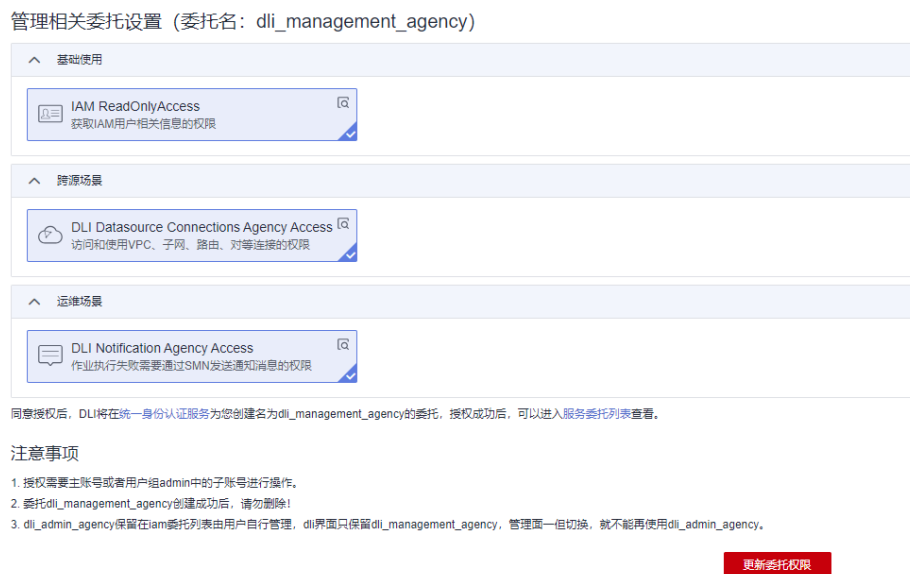 管理相关委托设置（委托名：dli_management_agency）
基础使用
IAM ReadOnlyAccess
获取IAM用户相关信息的权限
跨源场景
DLI Datasource Connections Agency Access
访问和使用VPC、子网、路由、对等连接的权限
运维场景
DLI Notification Agency Access
作业执行失败需要通过SMN发送通知消息的权限
同意授权后，DLI将在统一身份认证服务为您创建名为dli_management_agency的委托，授权成功后，可以进入服务委托列表查看。
注意事项
1. 授权需要主账号或者用户组admin中的子账号进行操作。
2. 委托dli_management_agency创建成功后，请勿删除！
3. dli_admin_agency保留在iam委托列表由用户自行管理，dli界面只保留dli_management_agency，管理面一但切换，就不能再使用dli_admin_agency。
更新委托权限